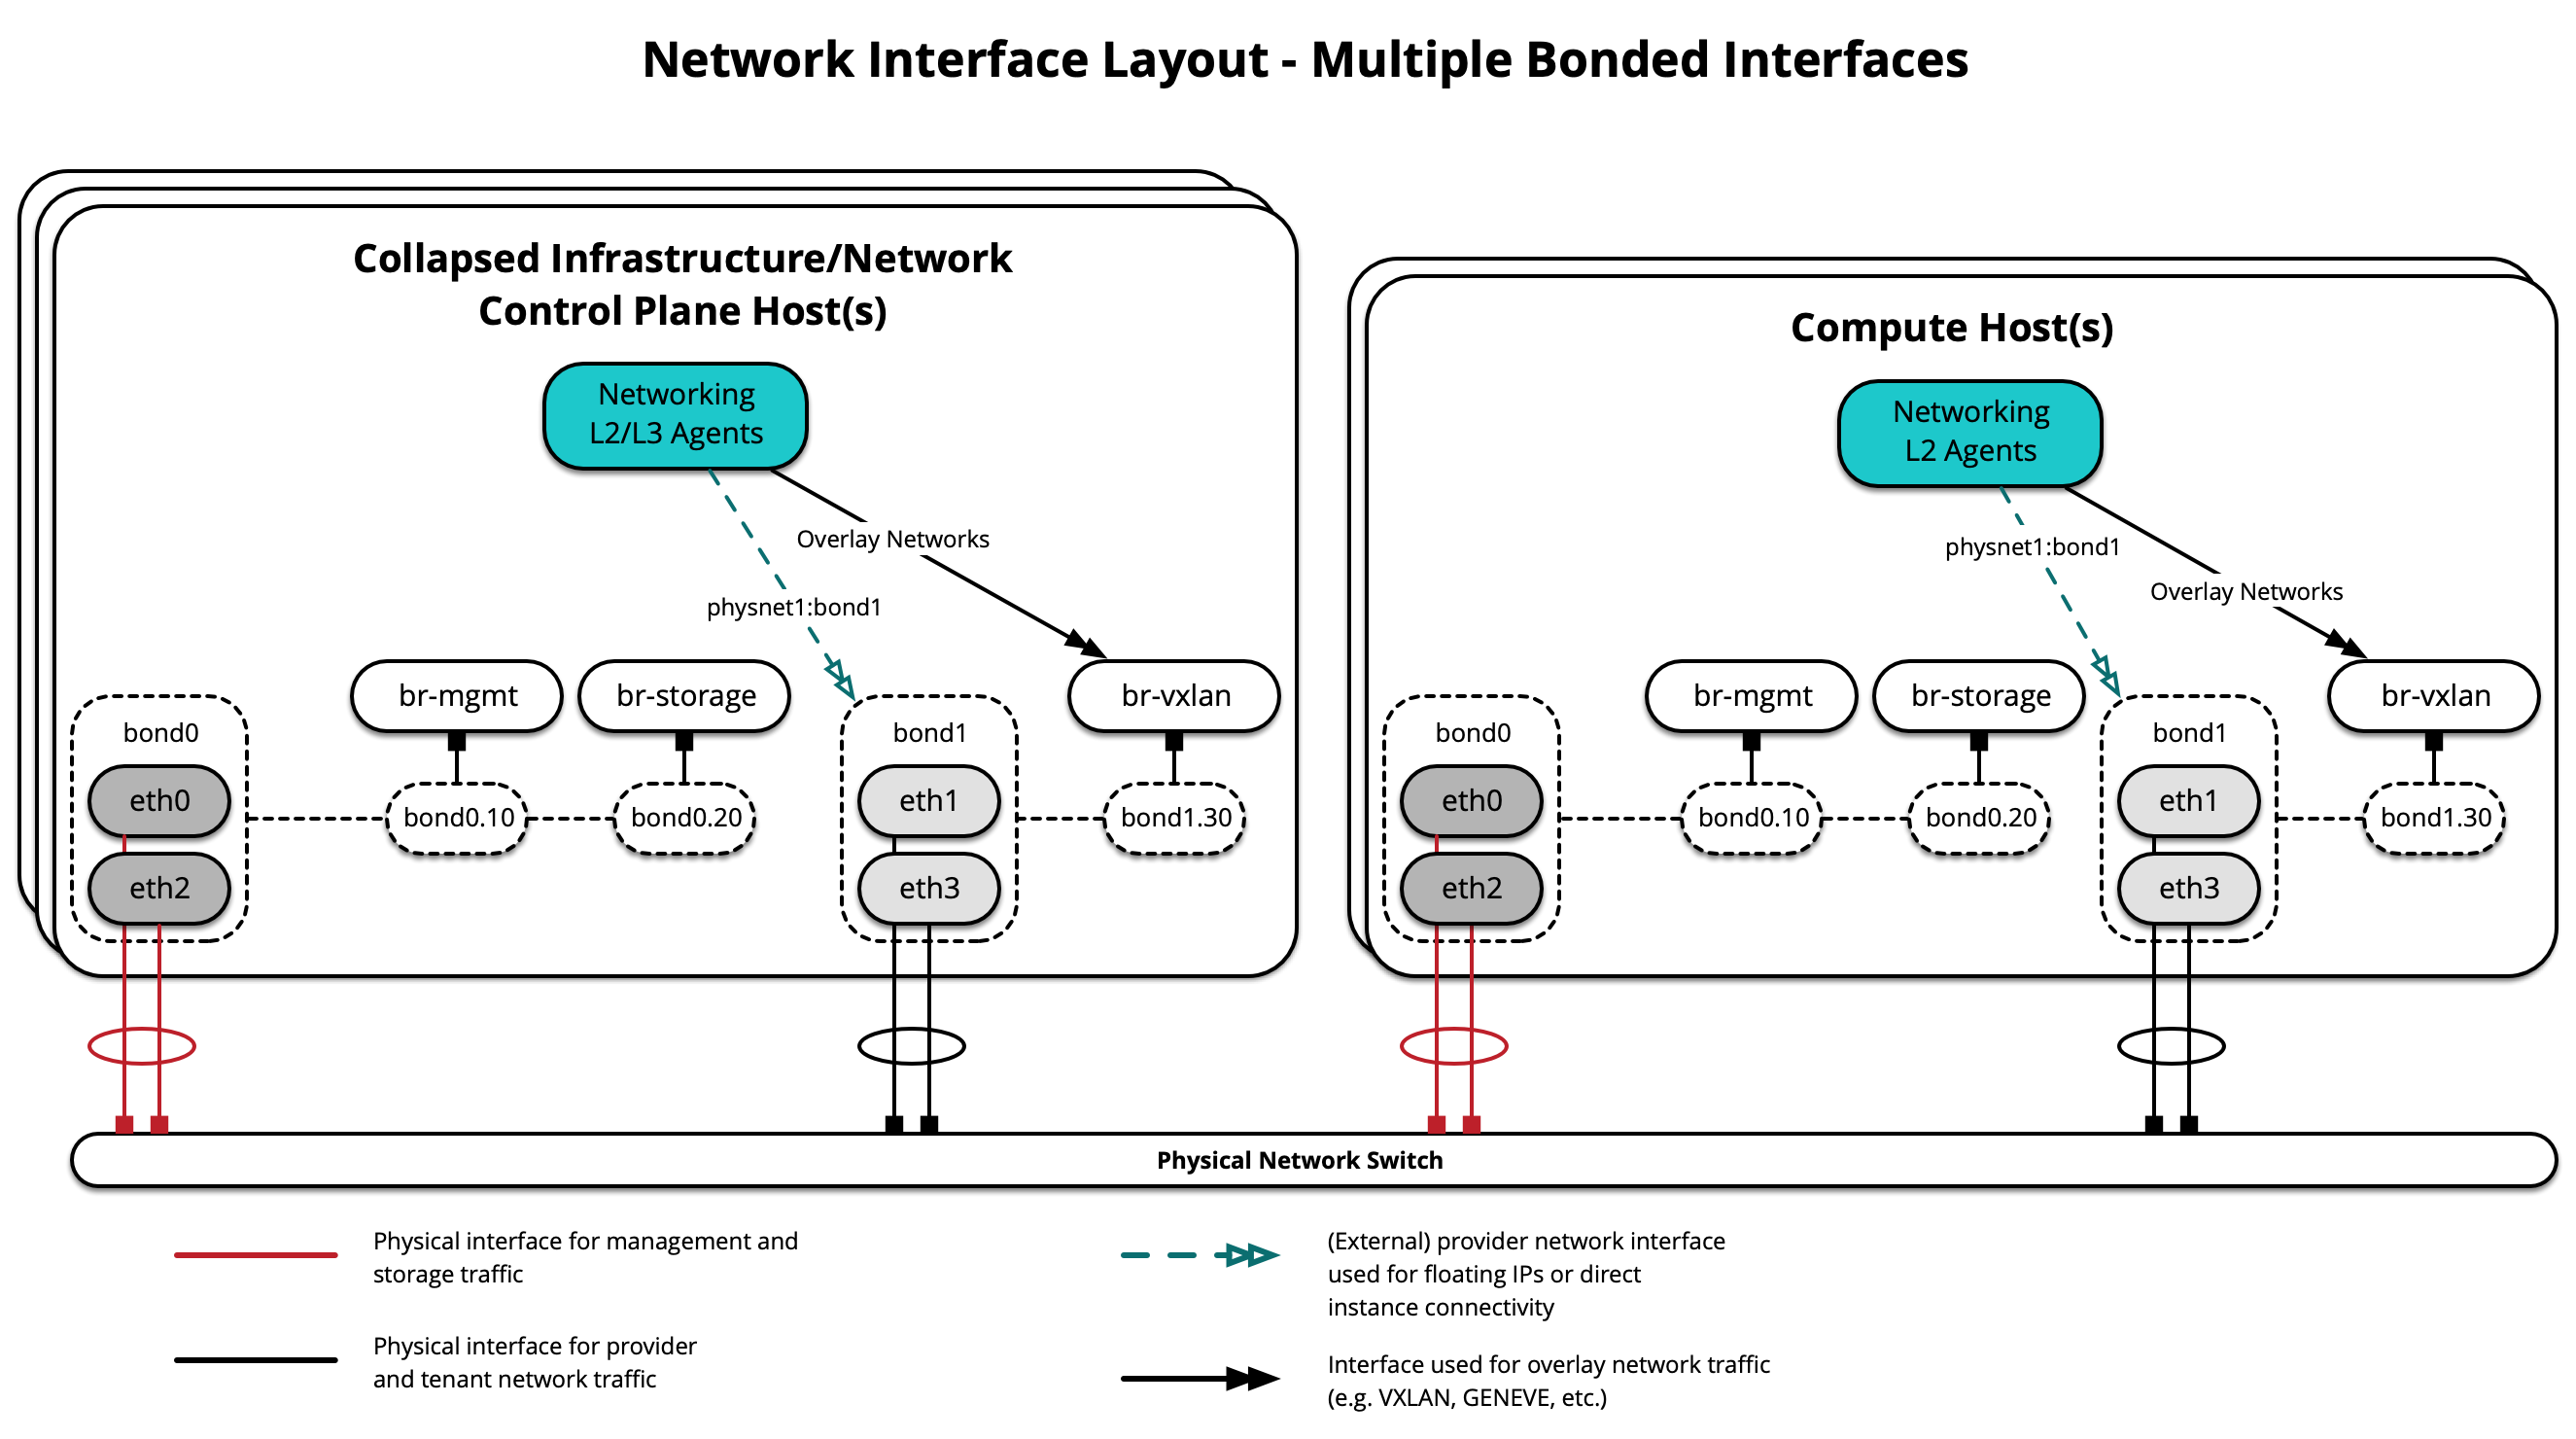 Network Interface Layout - Multiple Bonded Interfaces
Collapsed Infrastructure/Network
Control Plane Host(s)
Networking
L2/L3 Agents
Overlay Networks
physnet1:bond1
br-mgmt
br-storage
br-vxlan
bond0
bond1
eth0
bond0.10
bond0.20
eth1
bond1.30
eth2
eth3
Compute Host(s)
Networking
L2 Agents
physnet1:bond1
Overlay Networks
br-mgmt
br-storage
br-vxlan
bond0
bond1
eth0
bond0.10
bond0.20
eth1
bond1.30
eth2
eth3
Physical Network Switch
Physical interface for management and
storage traffic
Physical interface for provider
and tenant network traffic
(External) provider network interface
used for floating IPs or direct
instance connectivity
Interface used for overlay network traffic
(e.g. VXLAN, GENEVE, etc.)